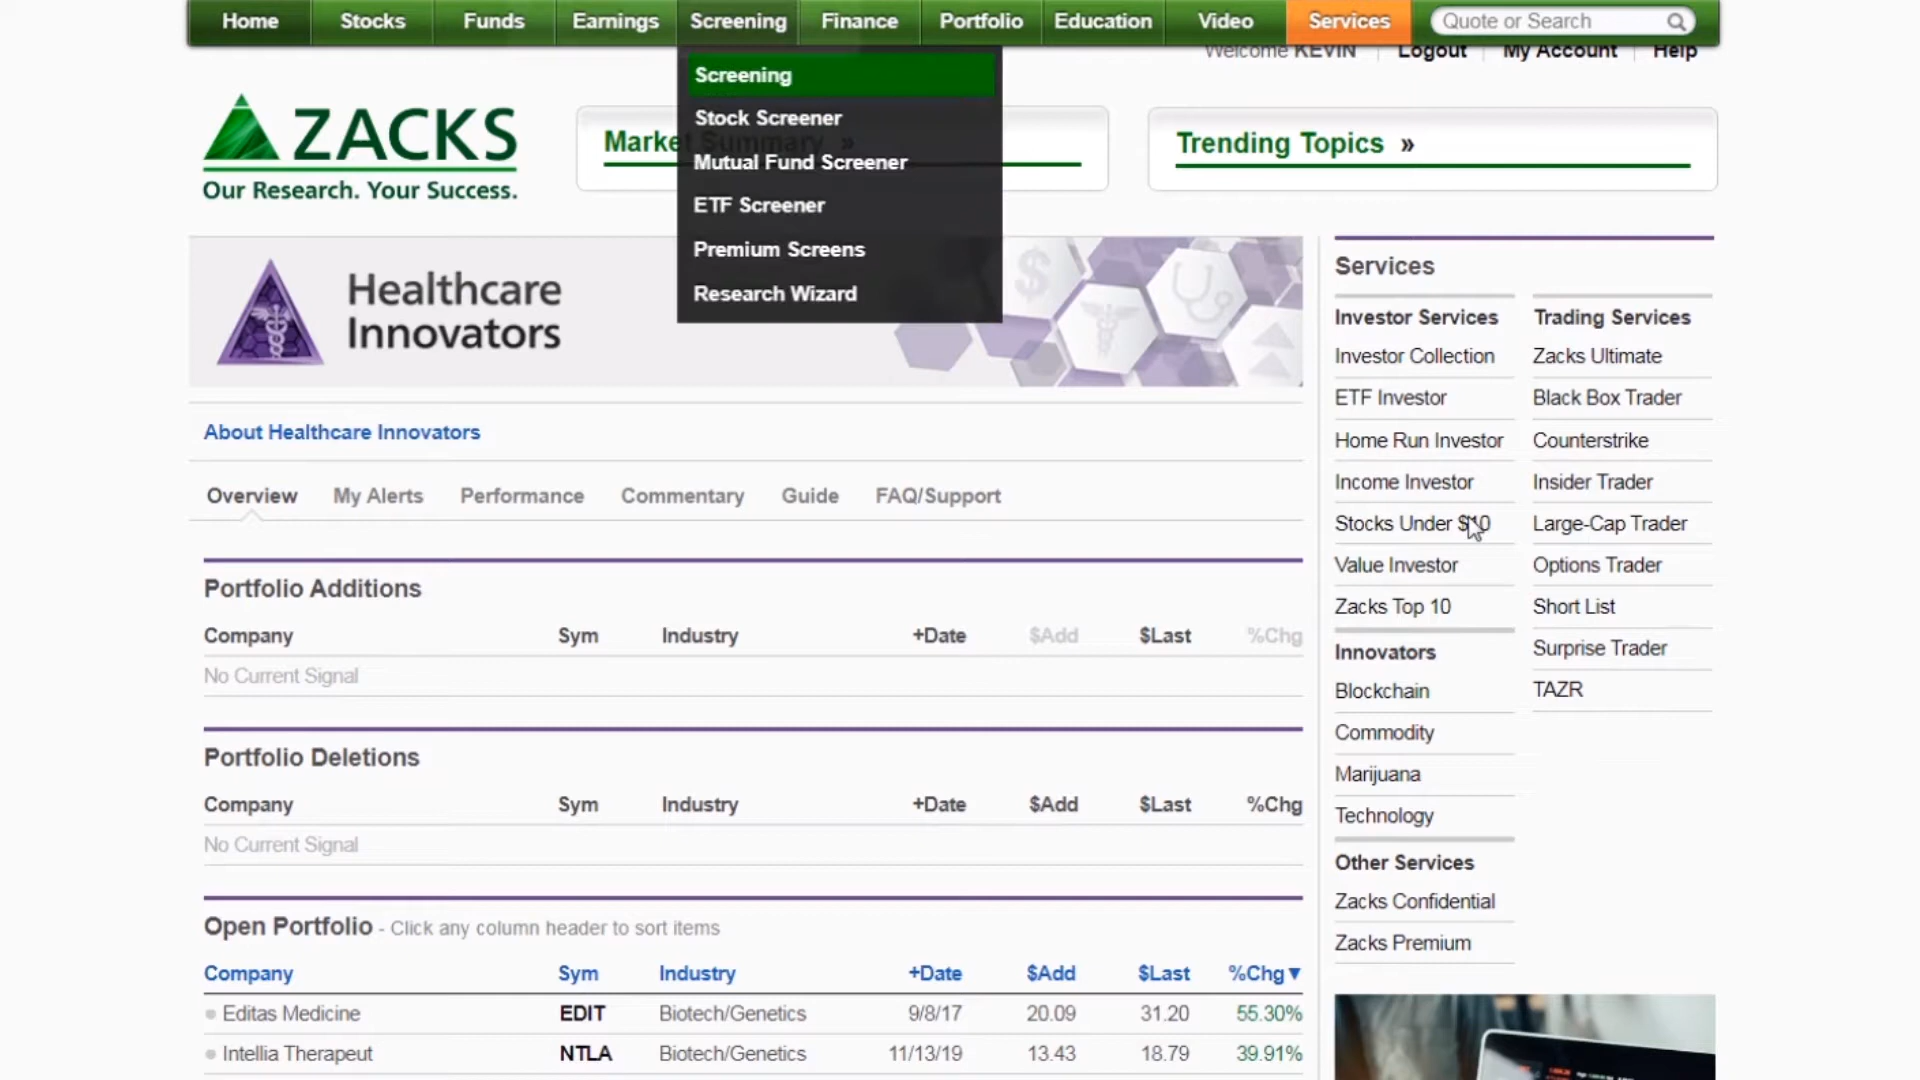 Home Stocks Funds Earnings Screening Finance Portfolio Education Video Services Quote or Search
Welcome KEVIN Logout My Account Help
Screening
Stock Screener
Mutual Fund Screener
ETF Screener
Premium Screens
Research Wizard
ZACKS
Our Research. Your Success.
Market Summary »
Trending Topics »
Healthcare
Innovators
About Healthcare Innovators
Overview My Alerts Performance Commentary Guide FAQ/Support
Portfolio Additions
Company Sym Industry +Date $Add $Last %Chg
No Current Signal
Portfolio Deletions
Company Sym Industry +Date $Add $Last %Chg
No Current Signal
Open Portfolio - Click any column header to sort items
Company Sym Industry +Date $Add $Last %Chg▼
Editas Medicine EDIT Biotech/Genetics 9/8/17 20.09 31.20 55.30%
Intellia Therapeut NTLA Biotech/Genetics 11/13/19 13.43 18.79 39.91%
Services
Investor Services
Investor Collection
ETF Investor
Home Run Investor
Income Investor
Stocks Under $10
Value Investor
Zacks Top 10
Innovators
Blockchain
Commodity
Marijuana
Technology
Other Services
Zacks Confidential
Zacks Premium
Trading Services
Zacks Ultimate
Black Box Trader
Counterstrike
Insider Trader
Large-Cap Trader
Options Trader
Short List
Surprise Trader
TAZR